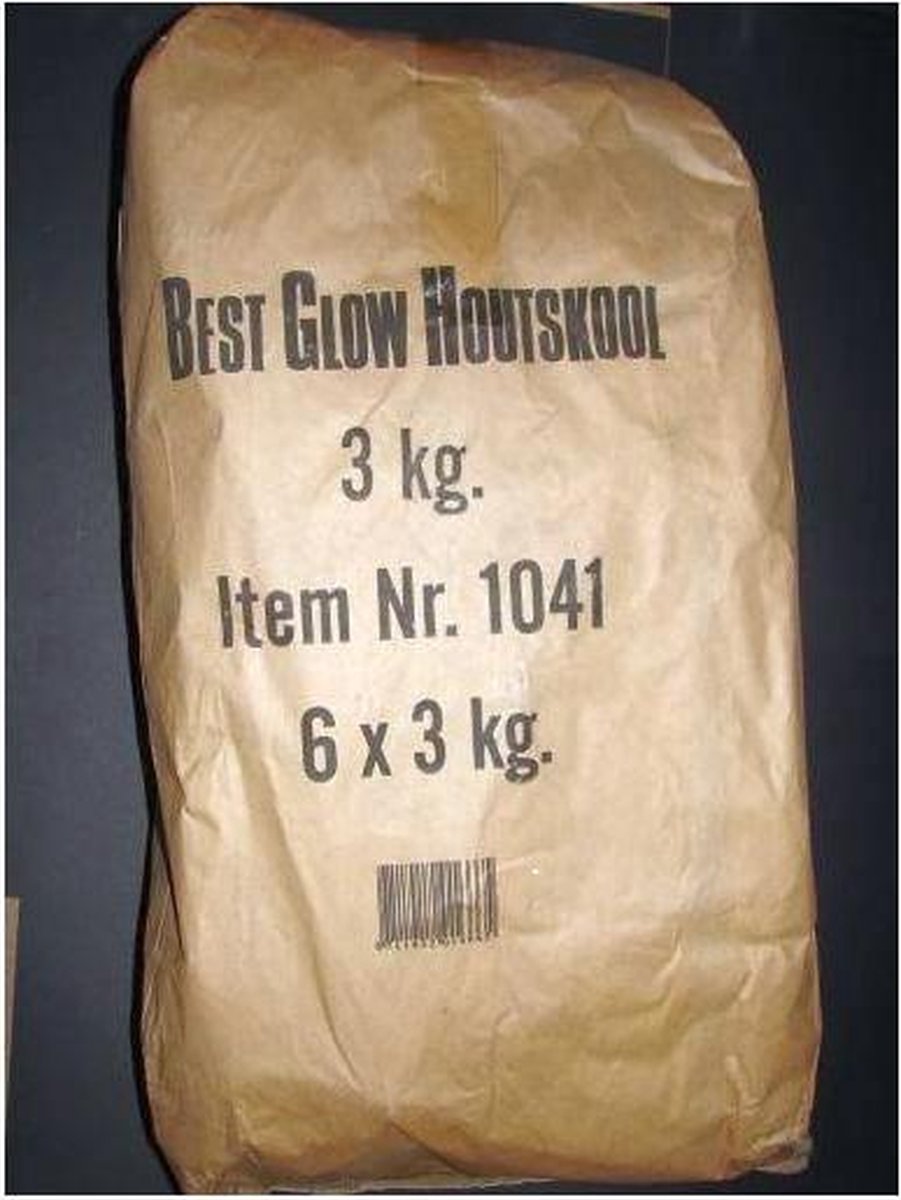 BEST GLOW HOUTSKOOL
3 kg.
Item Nr. 1041
6 x 3 kg.